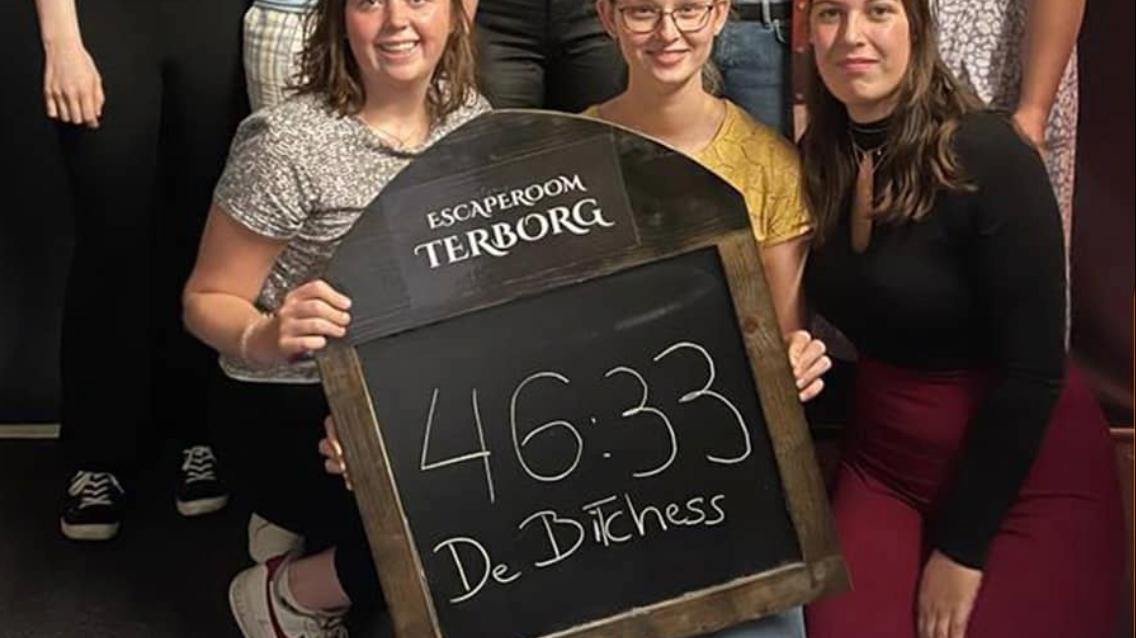 ESCAPEROOM
TERBORG
46:33
De Bitchess